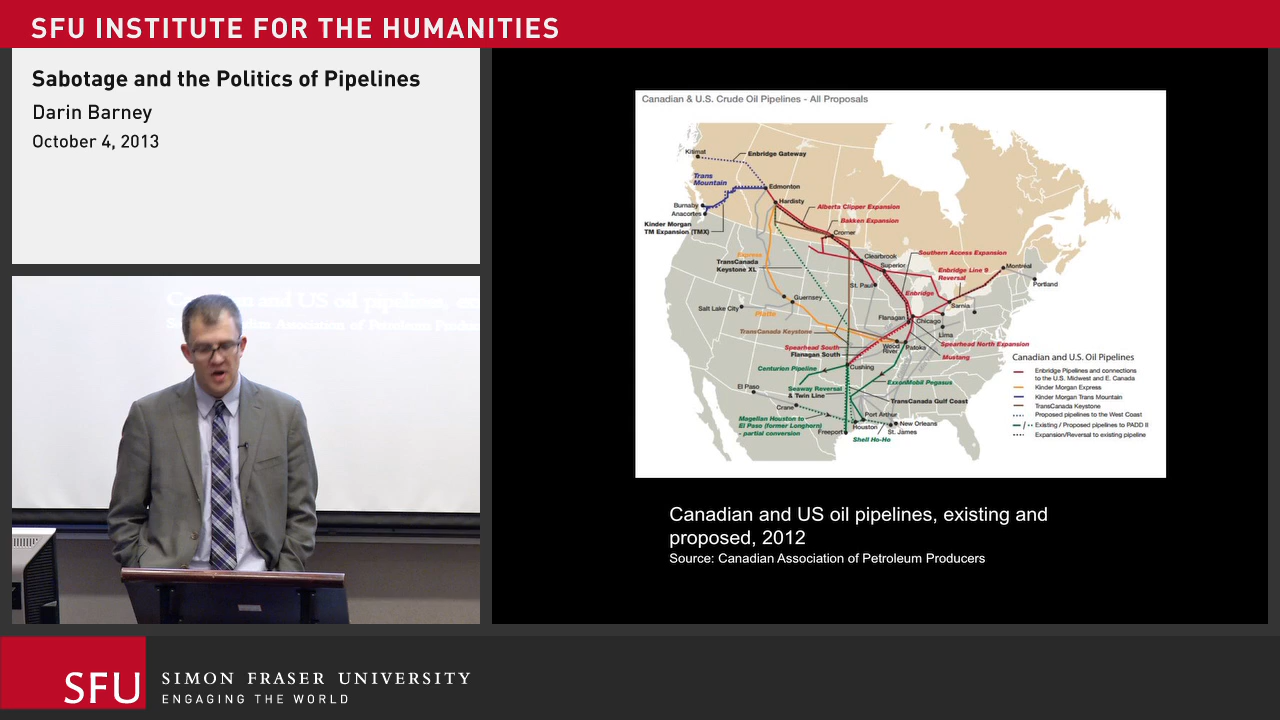 SFU INSTITUTE FOR THE HUMANITIES
Sabotage and the Politics of Pipelines
Darin Barney
October 4, 2013
Canadian & U.S. Crude Oil Pipelines - All Proposals
Kitimat
Enbridge Gateway
Trans
Mountain
Edmonton
Hardisty
Burnaby
Anacortes
Alberta Clipper Expansion
Kinder Morgan
TM Expansion (TMX)
Bakken Expansion
Cromer
Express
TransCanada
Keystone XL
Clearbrook
Superior
Southern Access Expansion
Enbridge Line 9
Reversal
Montreal
Portland
St. Paul
Enbridge
Sarnia
Salt Lake City
Guernsey
Platte
Flanagan
Chicago
Lima
TransCanada Keystone
Spearhead South
Flanagan South
Wood
River
Patoka
Spearhead North Expansion
Mustang
Centurion Pipeline
Cushing
El Paso
Seaway Reversal
& Twin Line
ExxonMobil Pegasus
Crane
TransCanada Gulf Coast
Magellan Houston to
El Paso (former Longhorn)
- partial conversion
Freeport
Port Arthur
Houston
New Orleans
St. James
Shell Ho-Ho
Canadian and U.S. Oil Pipelines
Enbridge Pipelines and connections
to the U.S. Midwest and E. Canada
Kinder Morgan Express
Kinder Morgan Trans Mountain
TransCanada Keystone
Proposed pipelines to the West Coast
Existing / Proposed pipelines to PADD II
Expansion/Reversal to existing pipeline
Canadian and US oil pipelines, existing and
proposed, 2012
Source: Canadian Association of Petroleum Producers
SFU
SIMON FRASER UNIVERSITY
ENGAGING THE WORLD